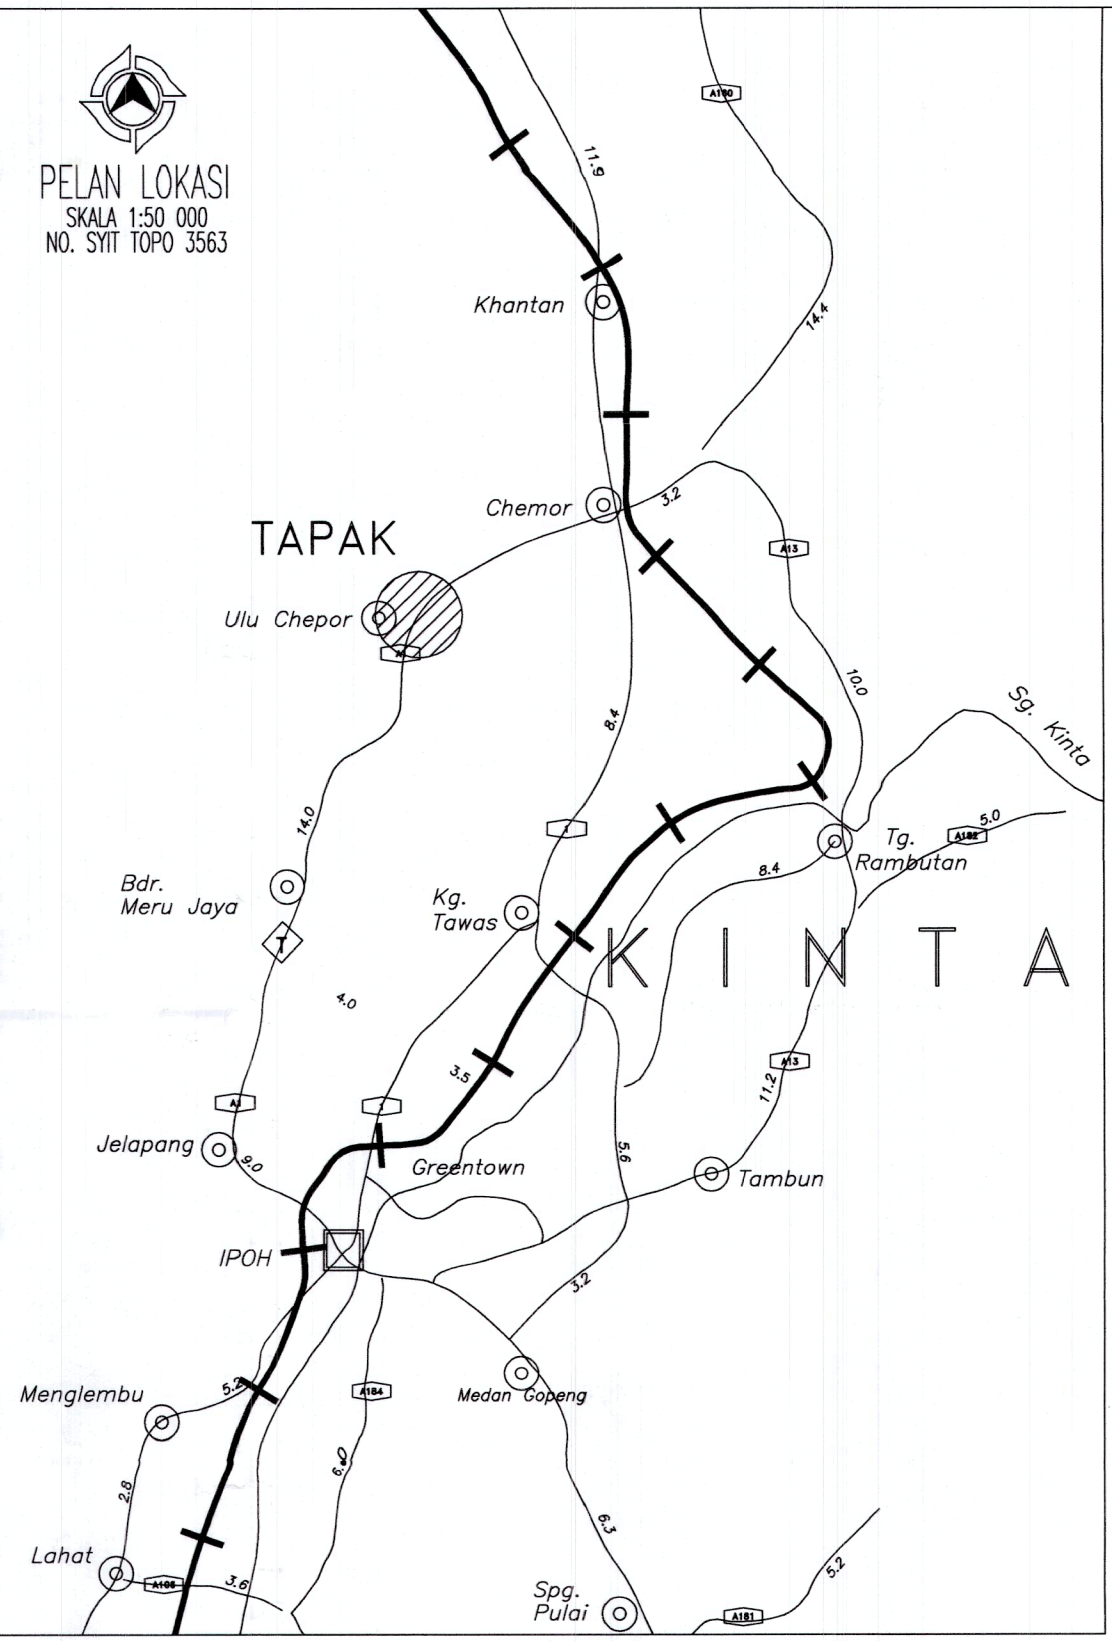 PELAN LOKASI
SKALA 1:50 000
NO. SYIT TOPO 3563
A180
11.9
Khantan
14.4
Chemor
3.2
TAPAK
A13
Ulu Chepor
10.0
Sg. Kinta
8.4
14.0
1
5.0
A182
Tg.
Rambutan
8.4
Bdr.
Meru Jaya
Kg.
Tawas
T
KINTA
4.0
3.5
A13
11.2
1
Jelapang
9.0
Greentown
5.6
Tambun
IPOH
3.2
Menglembu
5.2
A184
Medan Gopeng
6.0
2.8
6.3
Lahat
3.6
5.2
Spg.
Pulai
A181